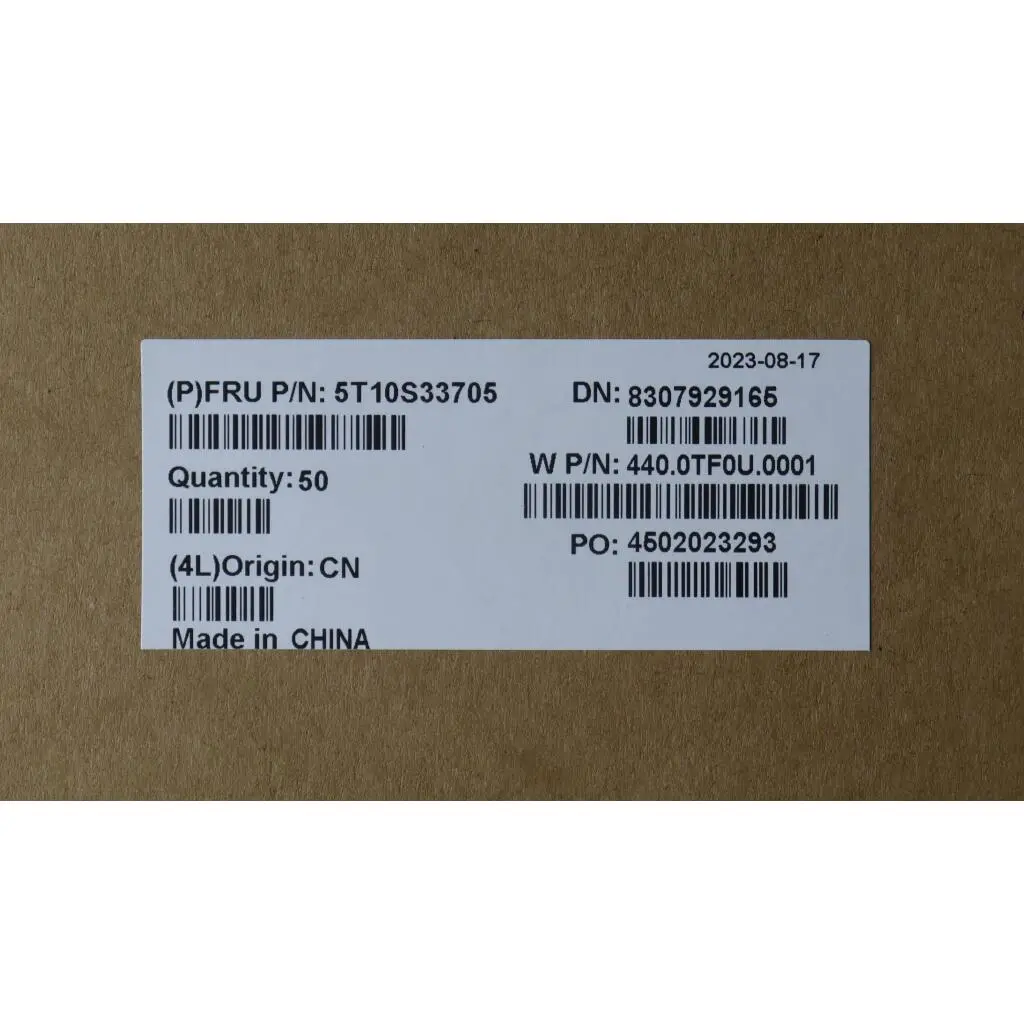 2023-08-17
(P)FRU P/N: 5T10S33705
DN: 8307929165
Quantity: 50
W P/N: 440.0TF0U.0001
PO: 4502023293
(4L)Origin: CN
Made in CHINA